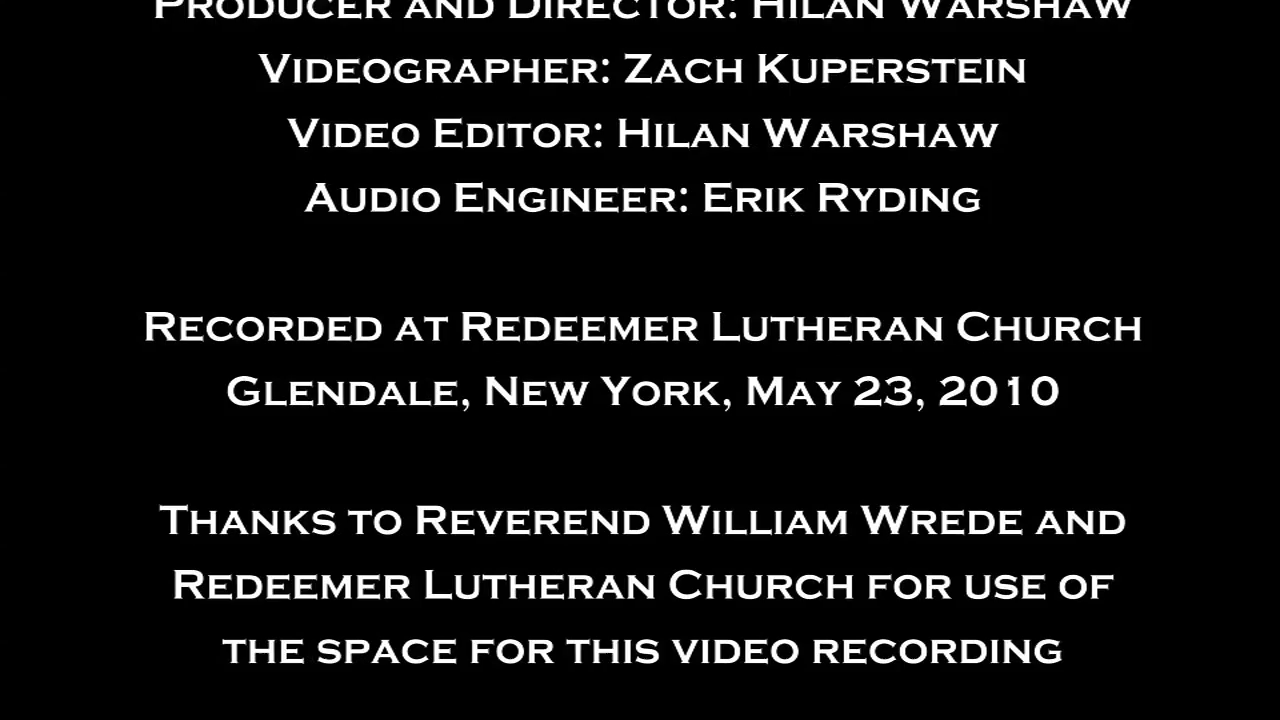 Producer and Director: Hilan Warshaw
Videographer: Zach Kuperstein
Video Editor: Hilan Warshaw
Audio Engineer: Erik Ryding
Recorded at Redeemer Lutheran Church
Glendale, New York, May 23, 2010
Thanks to Reverend William Wrede and
Redeemer Lutheran Church for use of
the space for this video recording